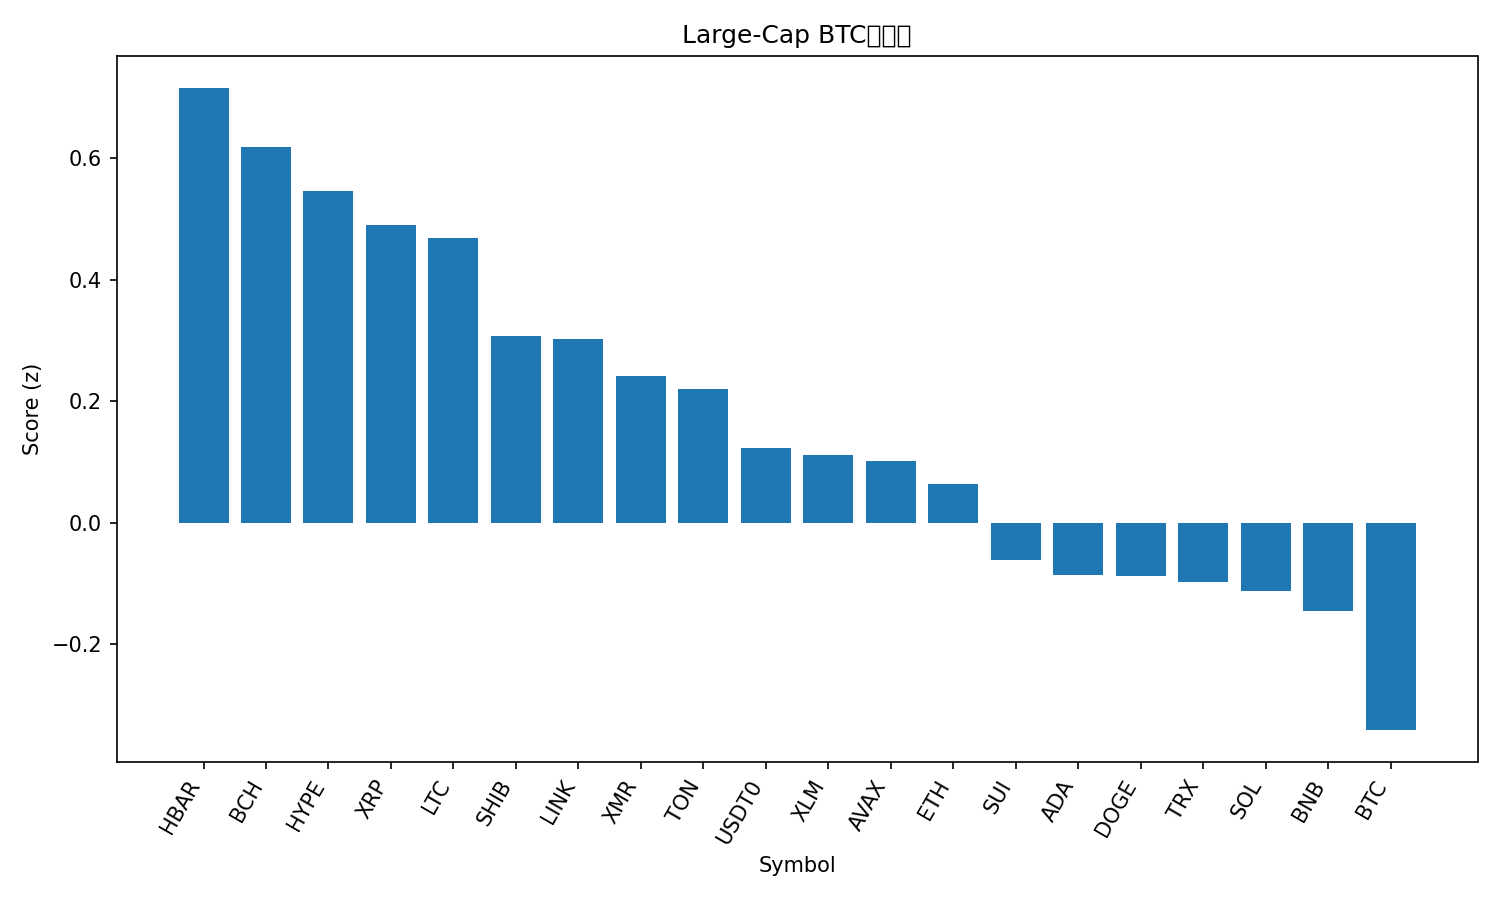 Large-Cap BTC
0.6
0.4
0.2
0.0
−0.2
Score (z)
HBAR
BCH
HYPE
XRP
LTC
SHIB
LINK
XMR
TON
USDT0
XLM
AVAX
ETH
SUI
ADA
DOGE
TRX
SOL
BNB
BTC
Symbol